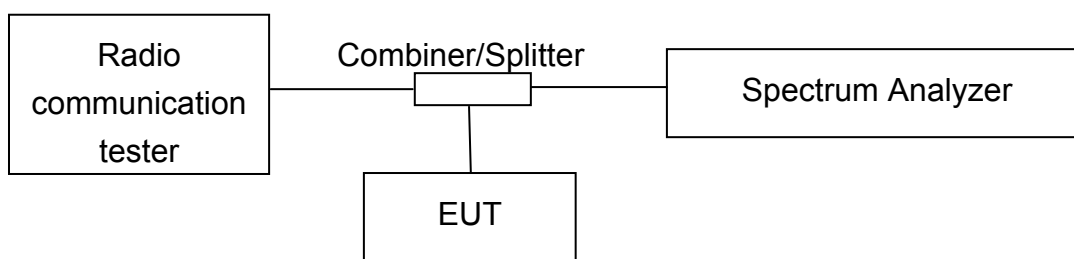 Radio
communication
tester
Combiner/Splitter
Spectrum Analyzer
EUT